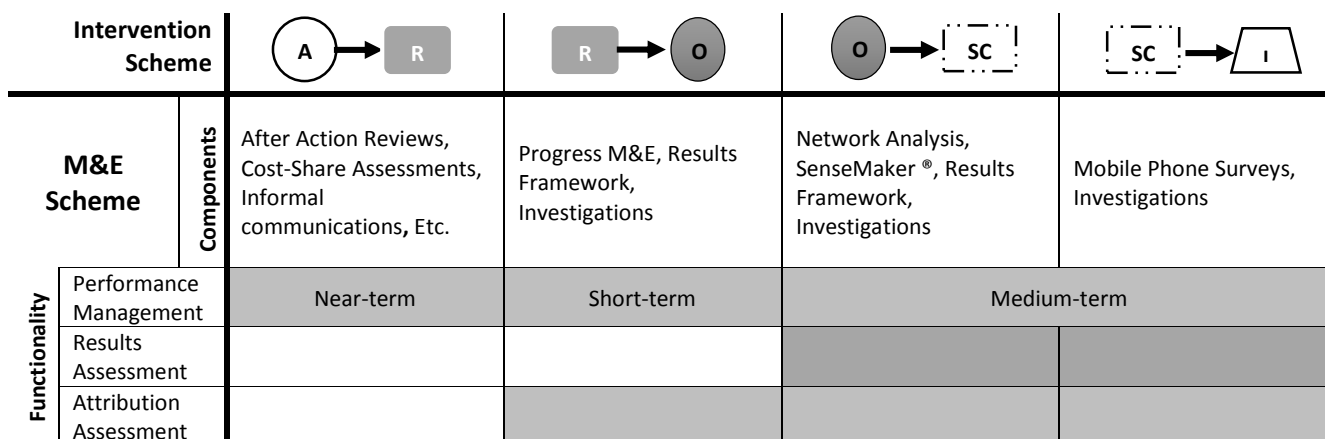 Intervention
Scheme
A
R
R
O
O
SC
SC
I
M&E
Scheme
Components
After Action Reviews,
Cost-Share Assessments,
Informal
communications, Etc.
Progress M&E, Results
Framework,
Investigations
Network Analysis,
SenseMaker ®, Results
Framework,
Investigations
Mobile Phone Surveys,
Investigations
Functionality
Performance
Management
Near-term
Short-term
Medium-term
Results
Assessment
Attribution
Assessment